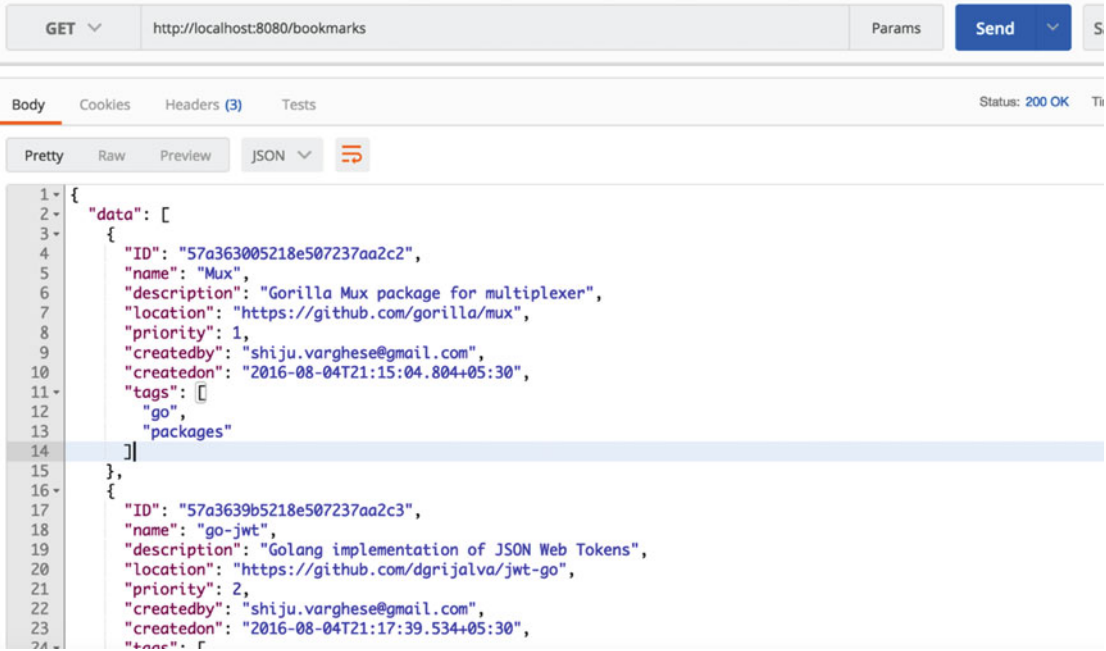 GET http://localhost:8080/bookmarks Params Send
Body Cookies Headers (3) Tests Status: 200 OK
Pretty Raw Preview JSON
1 {
2 "data": [
3 {
4 "ID": "57a363005218e507237aa2c2",
5 "name": "Mux",
6 "description": "Gorilla Mux package for multiplexer",
7 "location": "https://github.com/gorilla/mux",
8 "priority": 1,
9 "createdby": "shiju.varghese@gmail.com",
10 "createdon": "2016-08-04T21:15:04.804+05:30",
11 "tags": [
12 "go",
13 "packages"
14 ]
15 },
16 {
17 "ID": "57a3639b5218e507237aa2c3",
18 "name": "go-jwt",
19 "description": "Golang implementation of JSON Web Tokens",
20 "location": "https://github.com/dgrijalva/jwt-go",
21 "priority": 2,
22 "createdby": "shiju.varghese@gmail.com",
23 "createdon": "2016-08-04T21:17:39.534+05:30",
24 "tags": [